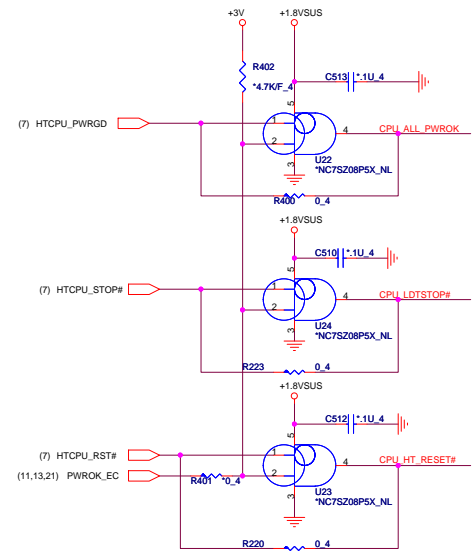 +3V
+1.8VSUS
R402
*4.7K/F_4
C513
*.1U_4
(7) HTCPU_PWRGD
5
1
2
4
CPU_ALL_PWROK
3
U22
*NC7SZ08P5X_NL
R400
0_4
+1.8VSUS
C510
*.1U_4
5
(7) HTCPU_STOP#
1
2
4
CPU_LDTSTOP#
3
U24
*NC7SZ08P5X_NL
R223
0_4
+1.8VSUS
C512
*.1U_4
5
(7) HTCPU_RST#
1
4
CPU_HT_RESET#
(11,13,21) PWROK_EC
2
R401
*0_4
3
U23
*NC7SZ08P5X_NL
R220
0_4